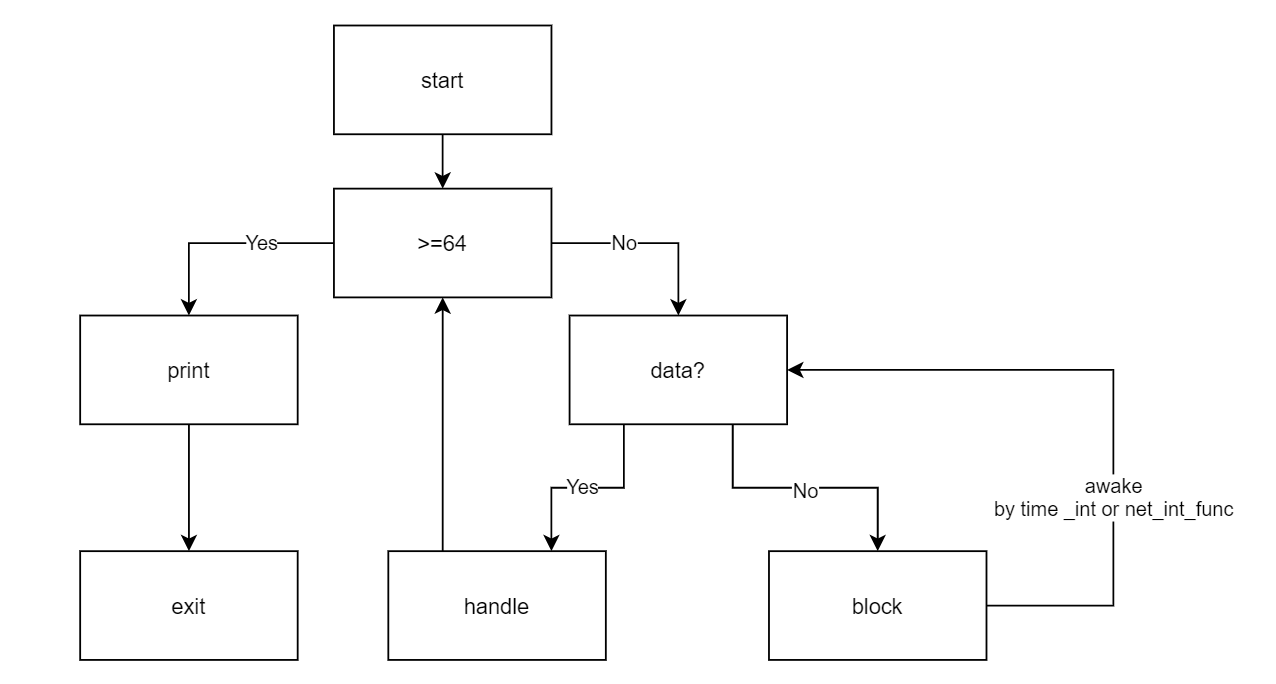 start
>=64
Yes
No
print
data?
Yes
No
awake
by time _int or net_int_func
exit
handle
block